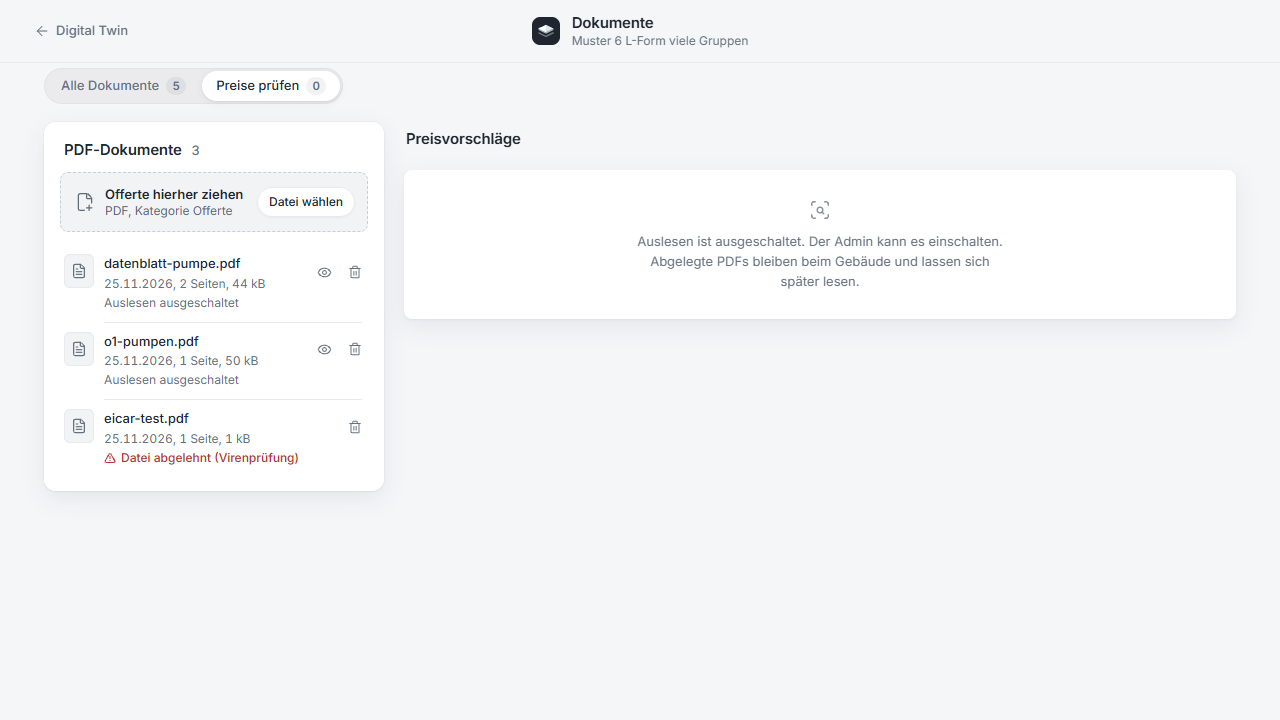 Digital Twin
Dokumente
Muster 6 L-Form viele Gruppen
Alle Dokumente 5
Preise prüfen 0
PDF-Dokumente 3
Offerte hierher ziehen
PDF, Kategorie Offerte
Datei wählen
datenblatt-pumpe.pdf
25.11.2026, 2 Seiten, 44 kB
Auslesen ausgeschaltet
o1-pumpen.pdf
25.11.2026, 1 Seite, 50 kB
Auslesen ausgeschaltet
eicar-test.pdf
25.11.2026, 1 Seite, 1 kB
Datei abgelehnt (Virenprüfung)
Preisvorschläge
Auslesen ist ausgeschaltet. Der Admin kann es einschalten.
Abgelegte PDFs bleiben beim Gebäude und lassen sich
später lesen.